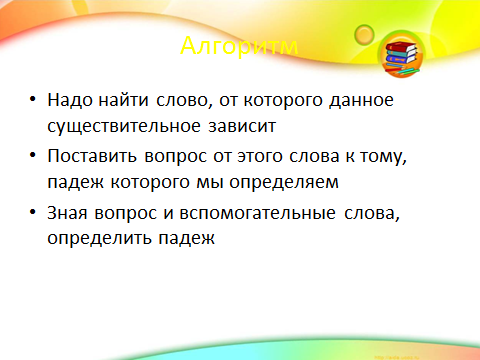 Алгоритм
• Надо найти слово, от которого данное
существительное зависит
• Поставить вопрос от этого слова к тому,
падеж которого мы определяем
• Зная вопрос и вспомогательные слова,
определить падеж